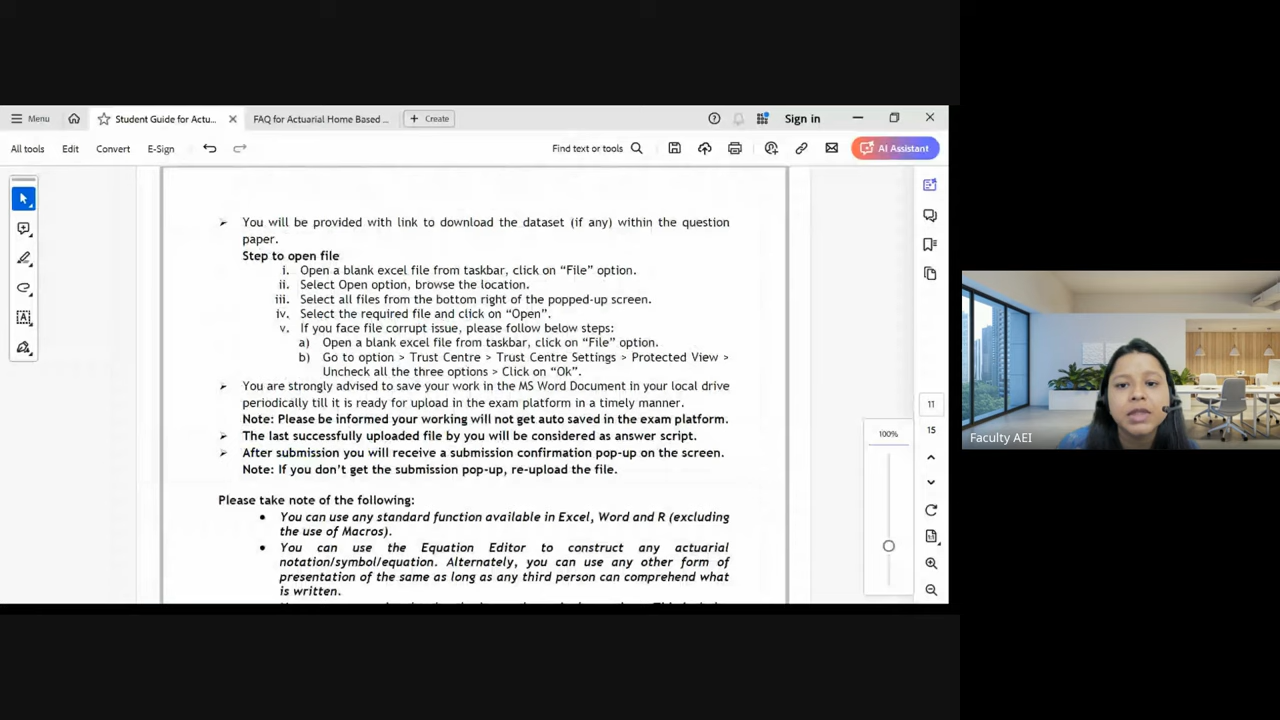 Menu
Student Guide for Actu...
FAQ for Actuarial Home Based ...
Create
Sign in
All tools
Edit
Convert
E-Sign
Find text or tools
AI Assistant
➢ You will be provided with link to download the dataset (if any) within the question
paper.
Step to open file
i. Open a blank excel file from taskbar, click on “File” option.
ii. Select Open option, browse the location.
iii. Select all files from the bottom right of the popped-up screen.
iv. Select the required file and click on “Open”.
v. If you face file corrupt issue, please follow below steps:
a) Open a blank excel file from taskbar, click on “File” option.
b) Go to option > Trust Centre > Trust Centre Settings > Protected View >
Uncheck all the three options > Click on “Ok”.
➢ You are strongly advised to save your work in the MS Word Document in your local drive
periodically till it is ready for upload in the exam platform in a timely manner.
Note: Please be informed your working will not get auto saved in the exam platform.
➢ The last successfully uploaded file by you will be considered as answer script.
➢ After submission you will receive a submission confirmation pop-up on the screen.
Note: If you don’t get the submission pop-up, re-upload the file.
Please take note of the following:
• You can use any standard function available in Excel, Word and R (excluding
the use of Macros).
• You can use the Equation Editor to construct any actuarial
notation/symbol/equation. Alternately, you can use any other form of
presentation of the same as long as any third person can comprehend what
is written.
11
15
100%
Faculty AEI